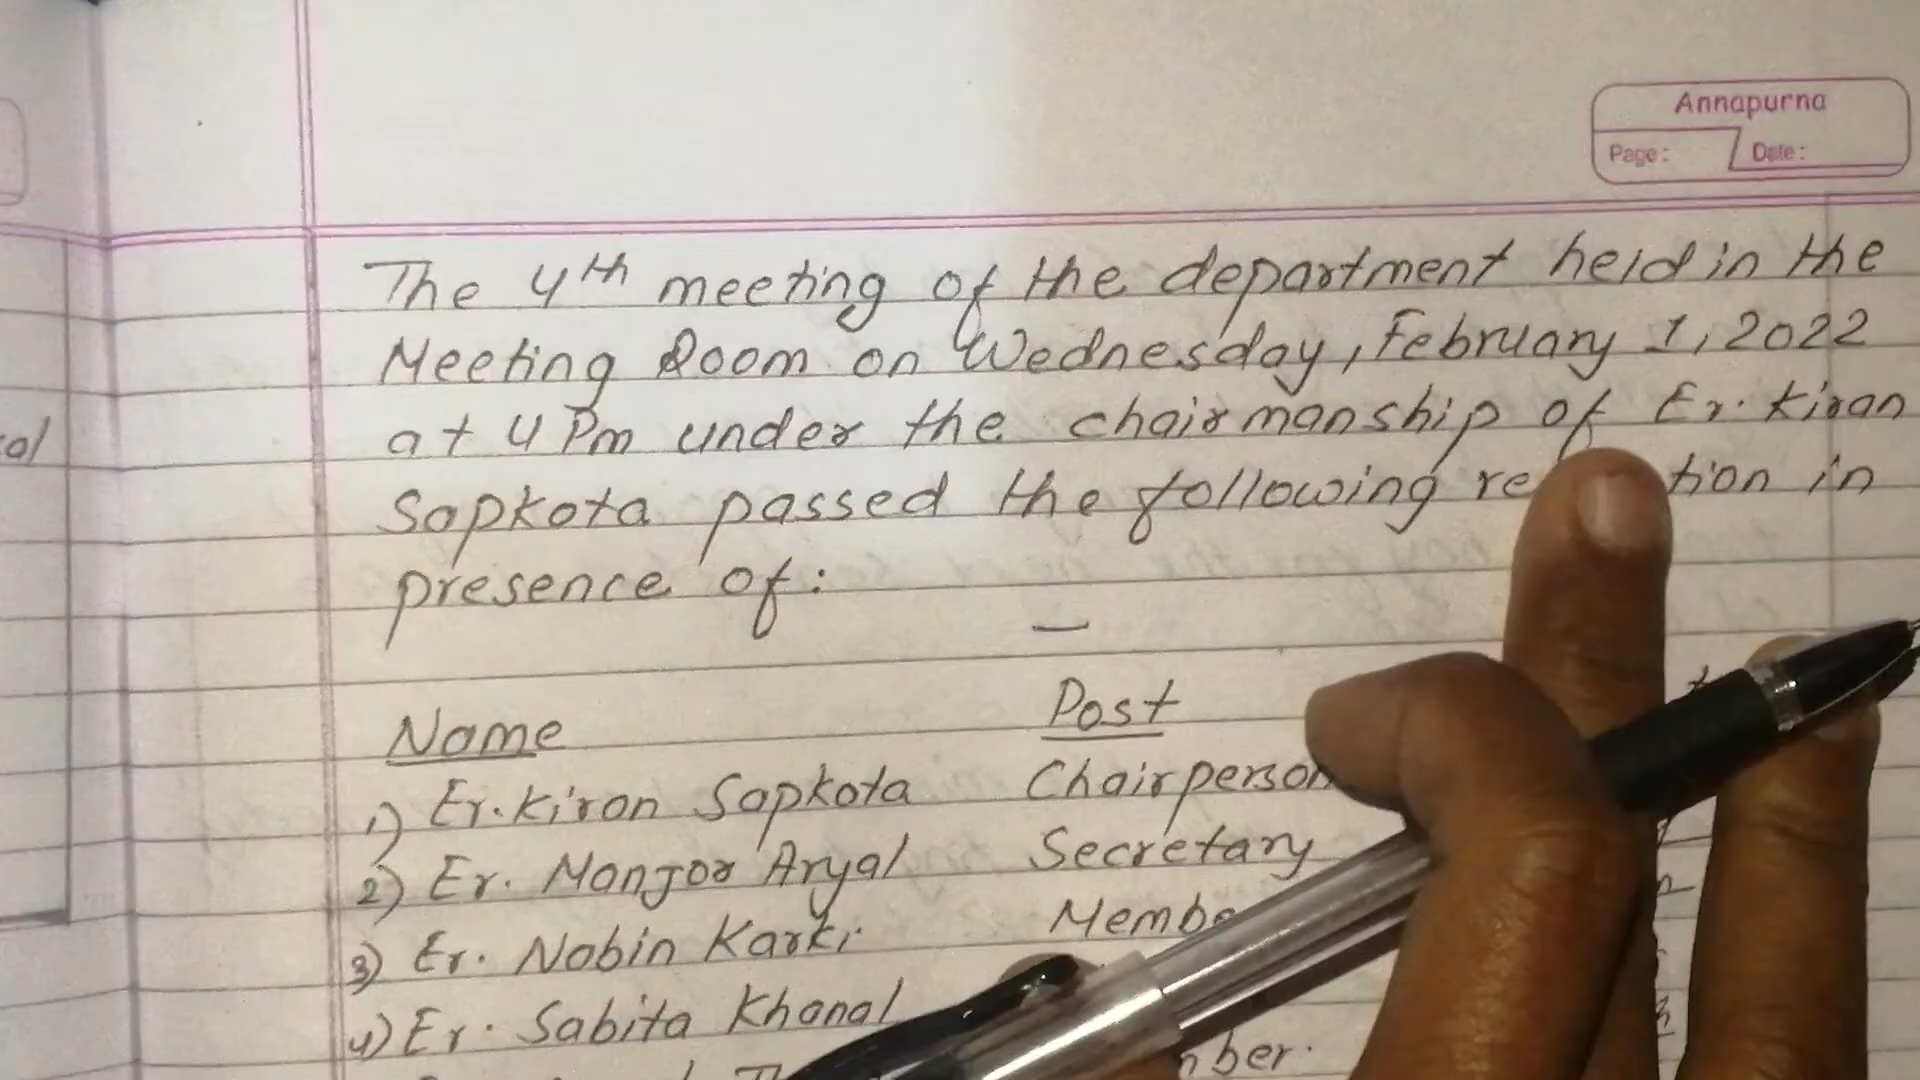 Annapurna
Page : Date :
The 4th meeting of the department held in the
Meeting Room on Wednesday, February 1, 2022
at 4 Pm under the chairmanship of Er. Kiran
Sapkota passed the following tion in
presence of :
Name Post
1) Er. Kiran Sapkota Chairperson
2) Er. Manjor Aryal Secretary
3) Er. Nabin Karki
4) Er. Sabita Khanal